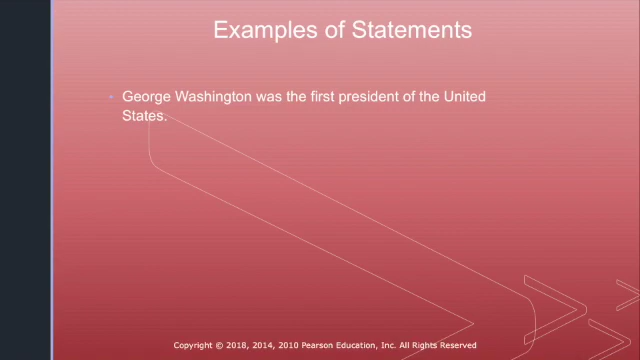 Examples of Statements
George Washington was the first president of the United
States.
Copyright © 2018, 2014, 2010 Pearson Education, Inc. All Rights Reserved